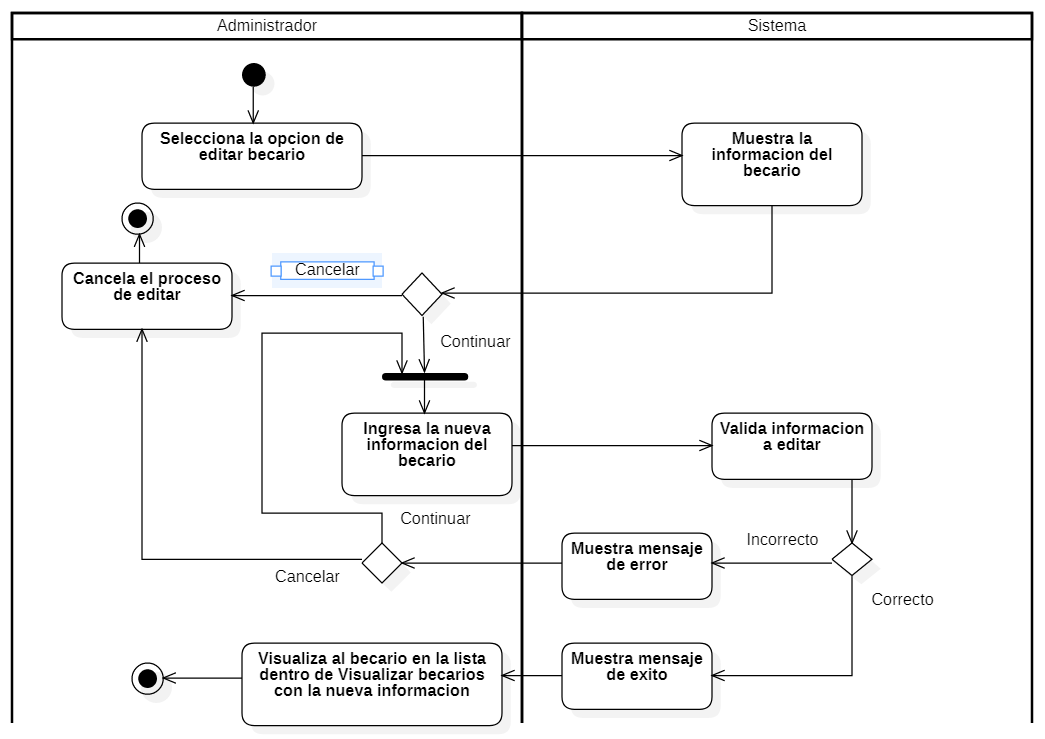 Administrador
Sistema
Selecciona la opcion de
editar becario
Muestra la
informacion del
becario
Cancela el proceso
de editar
Cancelar
Continuar
Ingresa la nueva
informacion del
becario
Valida informacion
a editar
Continuar
Cancelar
Muestra mensaje
de error
Incorrecto
Correcto
Visualiza al becario en la lista
dentro de Visualizar becarios
con la nueva informacion
Muestra mensaje
de exito